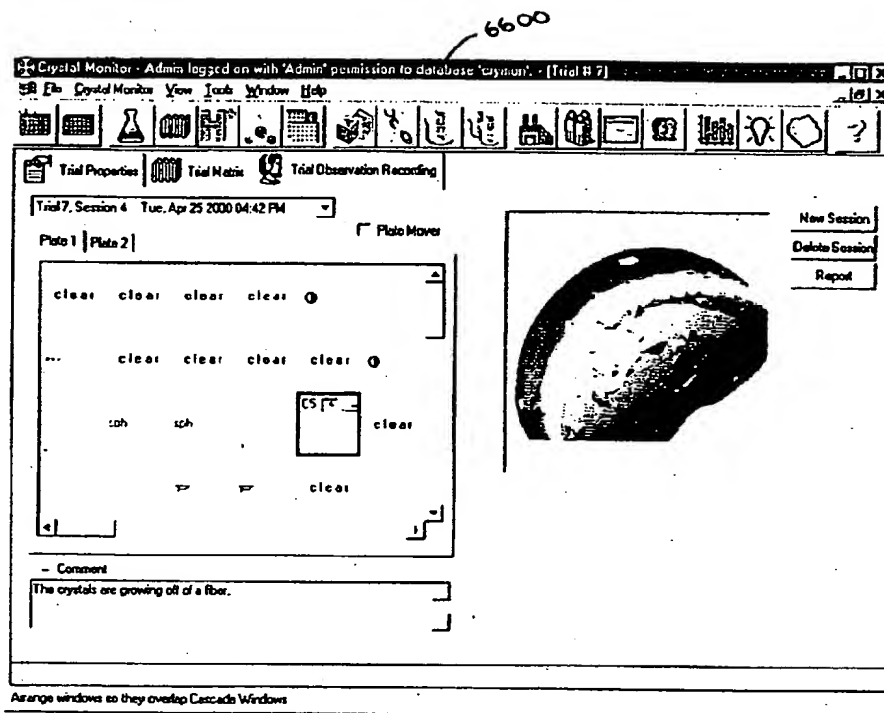 6600
Crystal Monitor - Admin logged on with 'Admin' permission to database 'crymon'. - [Trial # 7]
File Crystal Monitor View Tools Window Help
Trial Properties Trial Matrix Trial Observation Recording
Trial 7, Session 4 Tue, Apr 25 2000 04:42 PM
Plate Mover
New Session
Delete Session
Report
Plate 1 Plate 2
clear clear clear clear
clear clear clear clear
C5
sph sph clear
clear
Comment
The crystals are growing off of a fiber.
Arrange windows so they overlap Cascade Windows